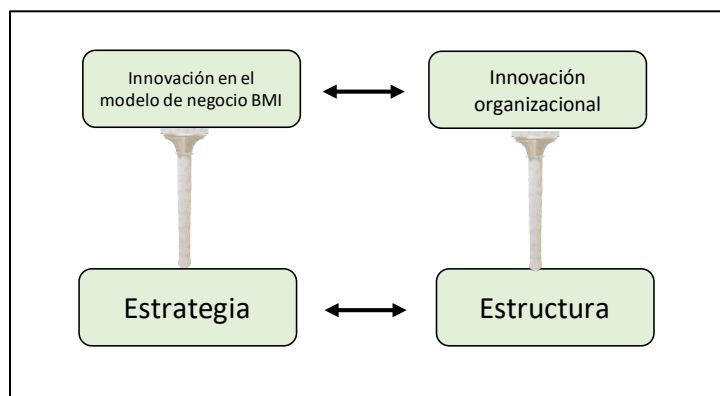 Innovación en el
modelo de negocio BMI
Innovación
organizacional
Estrategia
Estructura